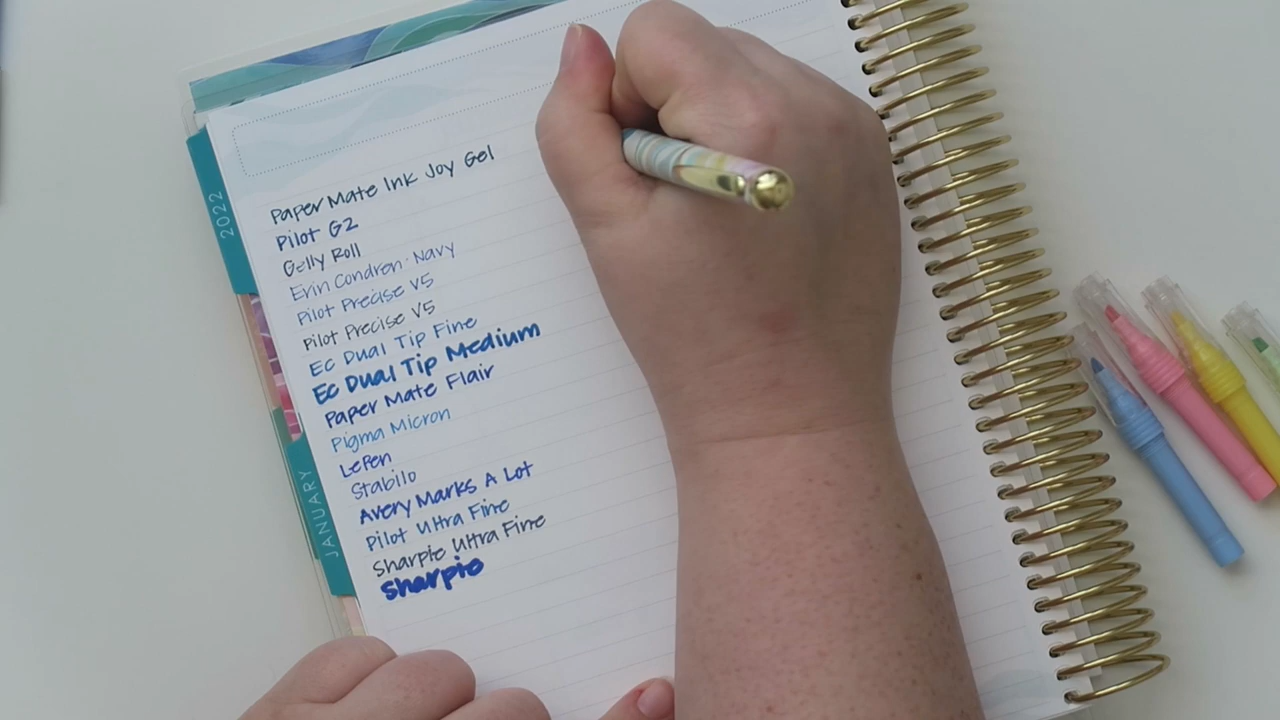 Paper Mate Ink Joy Gel
Pilot G2
Gelly Roll
Erin Condren - Navy
Pilot Precise V5
Pilot Precise V5
EC Dual Tip Fine
EC Dual Tip Medium
Paper Mate Flair
Pigma Micron
LePen
Stabilo
Avery Marks A Lot
Pilot Ultra Fine
Sharpie Ultra Fine
Sharpie
2022
JANUARY